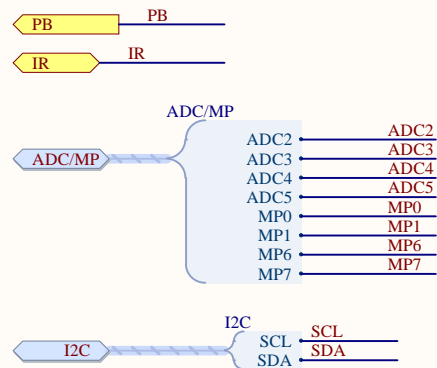 PB PB
IR IR
ADC/MP
ADC/MP
ADC2 ADC2
ADC3 ADC3
ADC4 ADC4
ADC5 ADC5
MP0 MP0
MP1 MP1
MP6 MP6
MP7 MP7
I2C
I2C
SCL SCL
SDA SDA